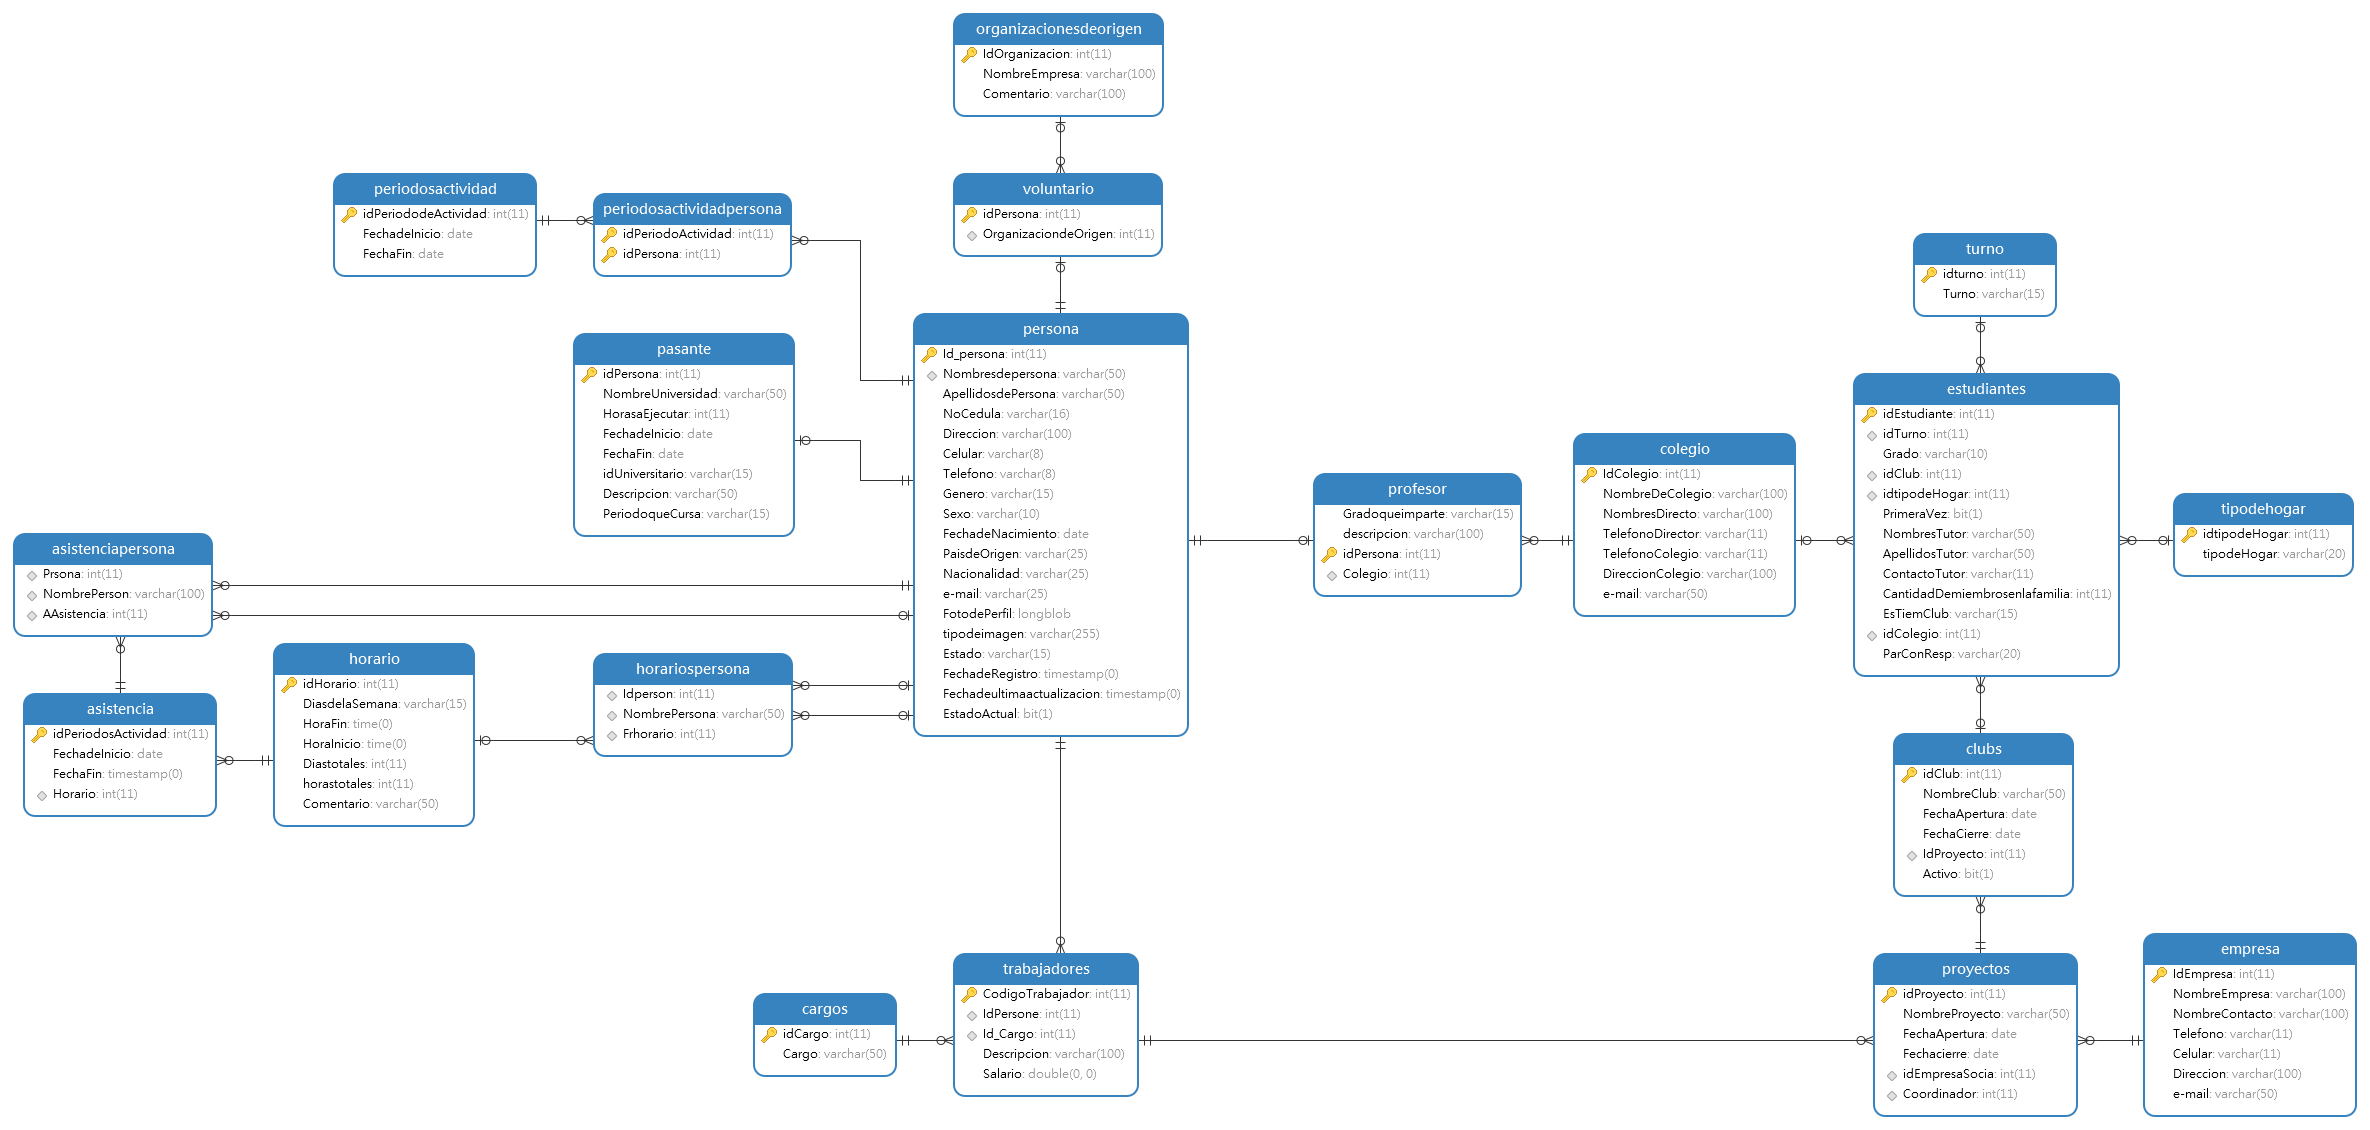 organizacionesdeorigen
IdOrganizacion: int(11)
NombreEmpresa: varchar(100)
Comentario: varchar(100)
periodosactividad
idPeriododeActividad: int(11)
FechadeInicio: date
FechaFin: date
periodosactividadpersona
idPeriodoActividad: int(11)
idPersona: int(11)
voluntario
idPersona: int(11)
OrganizaciondeOrigen: int(11)
turno
idturno: int(11)
Turno: varchar(15)
pasante
idPersona: int(11)
NombreUniversidad: varchar(50)
HorasaEjecutar: int(11)
FechadeInicio: date
FechaFin: date
idUniversitario: varchar(15)
Descripcion: varchar(50)
PeriodoqueCursa: varchar(15)
persona
Id_persona: int(11)
Nombresdepersona: varchar(50)
ApellidosdePersona: varchar(50)
NoCedula: varchar(16)
Direccion: varchar(100)
Celular: varchar(8)
Telefono: varchar(8)
Genero: varchar(15)
Sexo: varchar(10)
FechadeNacimiento: date
PaisdeOrigen: varchar(25)
Nacionalidad: varchar(25)
e-mail: varchar(25)
FotodePerfil: longblob
tipodeimagen: varchar(255)
Estado: varchar(15)
FechadeRegistro: timestamp(0)
Fechadeultimaactualizacion: timestamp(0)
EstadoActual: bit(1)
profesor
Gradoqueimparte: varchar(15)
descripcion: varchar(100)
idPersona: int(11)
Colegio: int(11)
colegio
IdColegio: int(11)
NombreDeColegio: varchar(100)
NombresDirecto: varchar(100)
TelefonoDirector: varchar(11)
TelefonoColegio: varchar(11)
DireccionColegio: varchar(100)
e-mail: varchar(50)
estudiantes
idEstudiante: int(11)
idTurno: int(11)
Grado: varchar(10)
idClub: int(11)
idtipodeHogar: int(11)
PrimeraVez: bit(1)
NombresTutor: varchar(50)
ApellidosTutor: varchar(50)
ContactoTutor: varchar(11)
CantidadDemiembrosenlafamilia: int(11)
EsTiemClub: varchar(15)
idColegio: int(11)
ParConResp: varchar(20)
tipodehogar
idtipodeHogar: int(11)
tipodeHogar: varchar(20)
asistenciapersona
Prsona: int(11)
NombrePerson: varchar(100)
AAsistencia: int(11)
asistencia
idPeriodosActividad: int(11)
FechadeInicio: date
FechaFin: timestamp(0)
Horario: int(11)
horario
idHorario: int(11)
DiasdelaSemana: varchar(15)
HoraFin: time(0)
HoraInicio: time(0)
Diastotales: int(11)
horastotales: int(11)
Comentario: varchar(50)
horariospersona
Idperson: int(11)
NombrePersona: varchar(50)
Frhorario: int(11)
clubs
idClub: int(11)
NombreClub: varchar(50)
FechaApertura: date
FechaCierre: date
IdProyecto: int(11)
Activo: bit(1)
cargos
idCargo: int(11)
Cargo: varchar(50)
trabajadores
CodigoTrabajador: int(11)
IdPersone: int(11)
Id_Cargo: int(11)
Descripcion: varchar(100)
Salario: double(0, 0)
proyectos
idProyecto: int(11)
NombreProyecto: varchar(50)
FechaApertura: date
Fechacierre: date
idEmpresaSocia: int(11)
Coordinador: int(11)
empresa
IdEmpresa: int(11)
NombreEmpresa: varchar(100)
NombreContacto: varchar(100)
Telefono: varchar(11)
Celular: varchar(11)
Direccion: varchar(100)
e-mail: varchar(50)